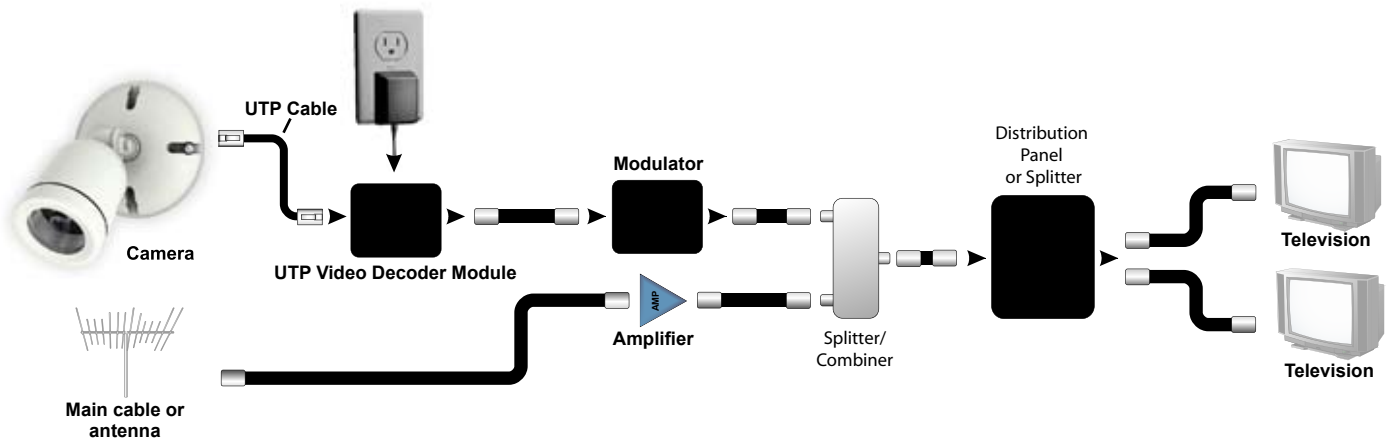 UTP Cable
Camera
UTP Video Decoder Module
Modulator
AMP
Amplifier
Main cable or
antenna
Splitter/
Combiner
Distribution
Panel
or Splitter
Television
Television